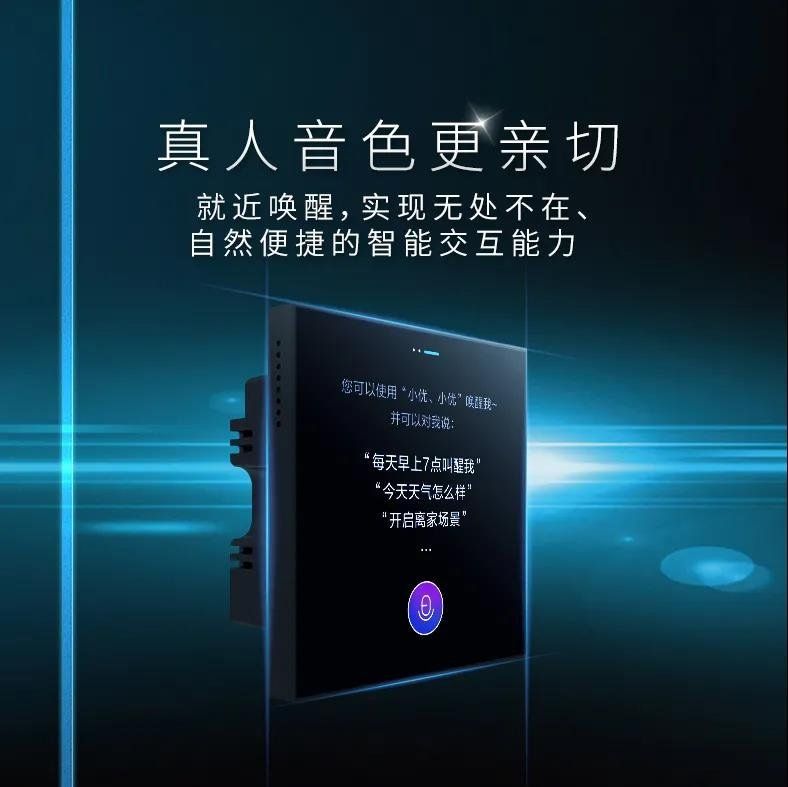 真人音色更亲切
就近唤醒，实现无处不在、
自然便捷的智能交互能力
您可以使用“小优、小优”唤醒我~
并可以对我说：
“每天早上7点叫醒我”
“今天天气怎么样”
“开启离家场景”
...